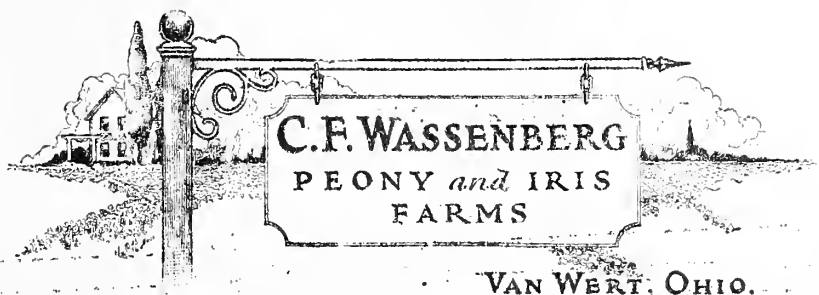 C.F. WASSENBERG
PEONY and IRIS
FARMS
VAN WERT, OHIO.